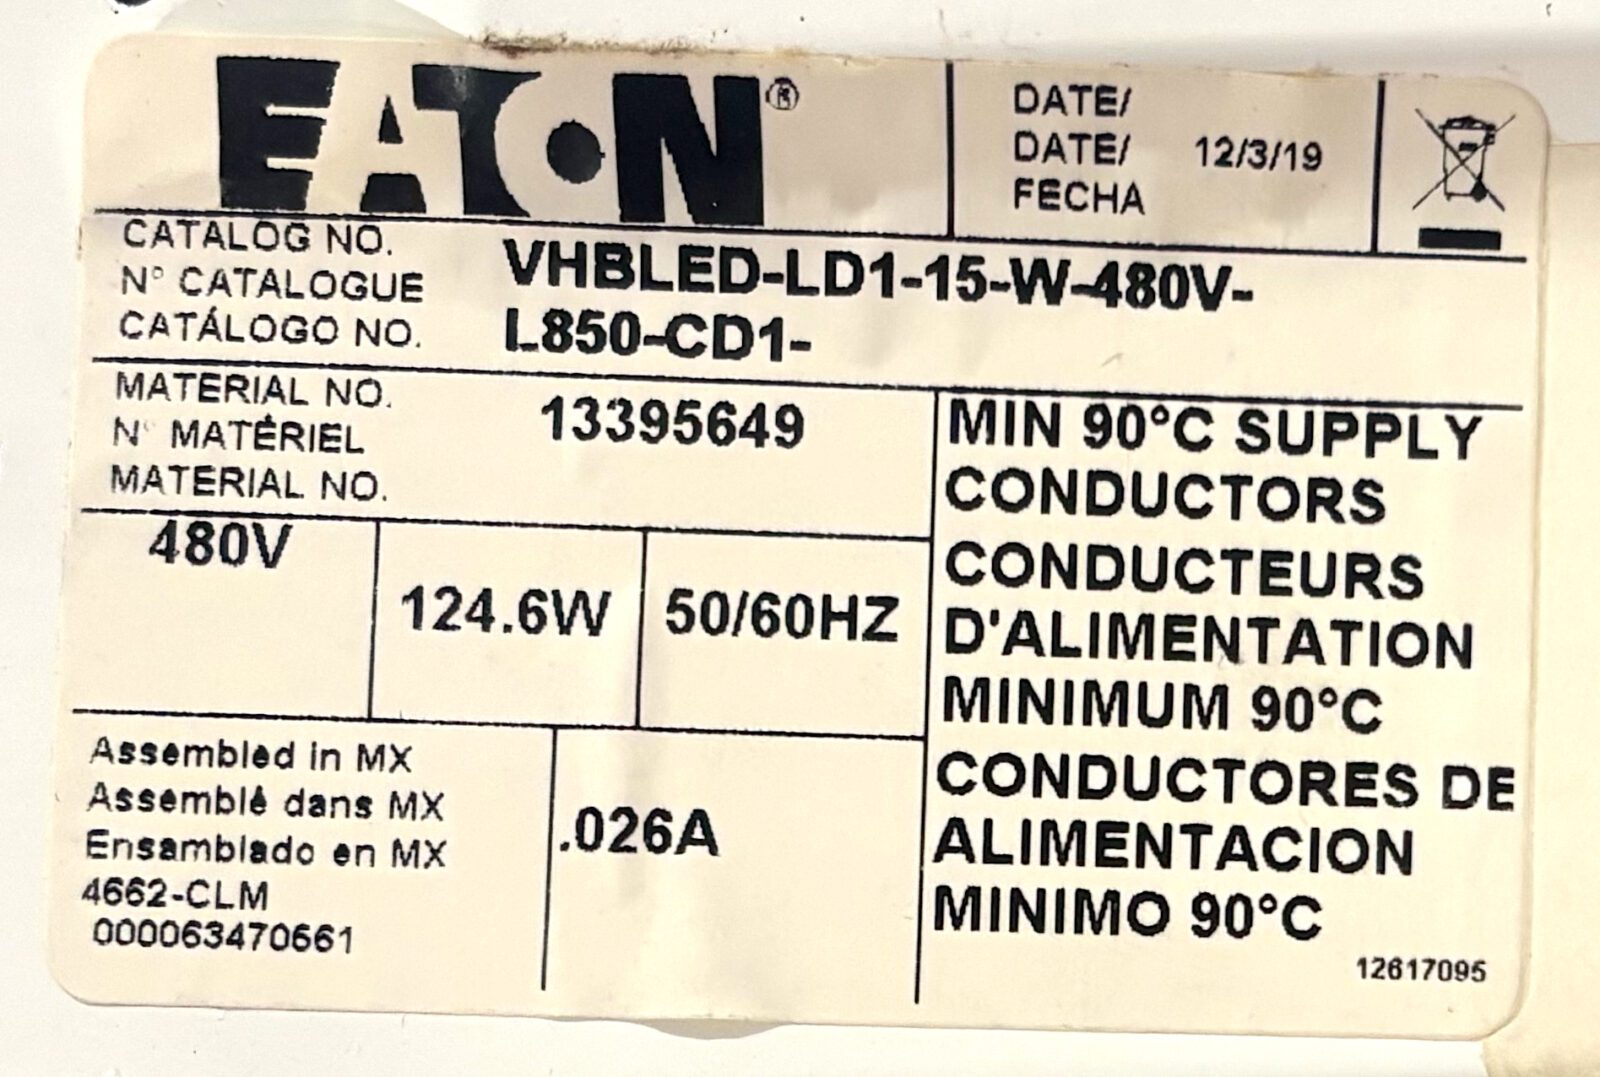 EATON®
DATE/
DATE/ 12/3/19
FECHA
CATALOG NO.
N° CATALOGUE
CATÁLOGO NO.
VHBLED-LD1-15-W-480V-
L850-CD1-
MATERIAL NO.
N° MATÉRIEL
MATERIAL NO.
13395649
480V
124.6W
50/60HZ
MIN 90°C SUPPLY
CONDUCTORS
CONDUCTEURS
D'ALIMENTATION
MINIMUM 90°C
CONDUCTORES DE
ALIMENTACION
MINIMO 90°C
Assembled in MX
Assemblé dans MX
Ensamblado en MX
4662-CLM
000063470661
.026A
12617095